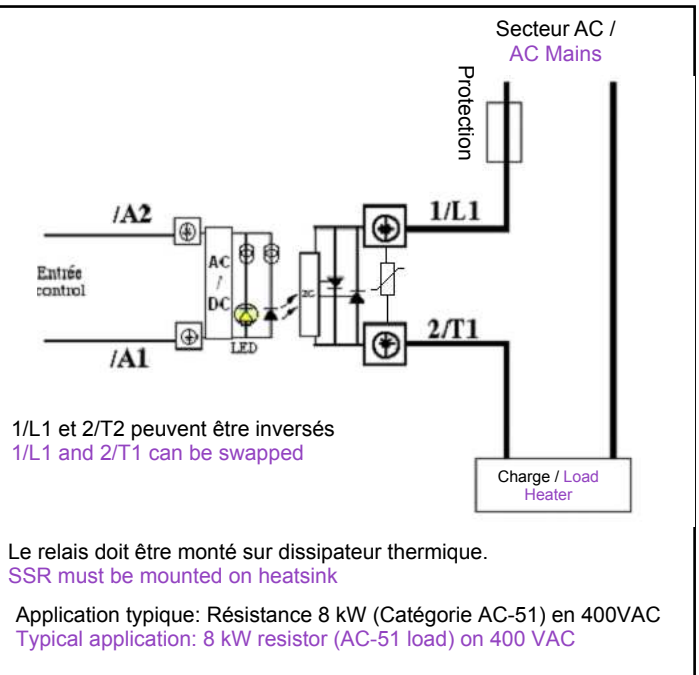 Secteur AC /
AC Mains
Protection
/A2
1/L1
Entrée
control
AC
/
DC
ZC
LED
/A1
2/T1
1/L1 et 2/T2 peuvent être inversés
1/L1 and 2/T1 can be swapped
Charge / Load
Heater
Le relais doit être monté sur dissipateur thermique.
SSR must be mounted on heatsink
Application typique: Résistance 8 kW (Catégorie AC-51) en 400VAC
Typical application: 8 kW resistor (AC-51 load) on 400 VAC